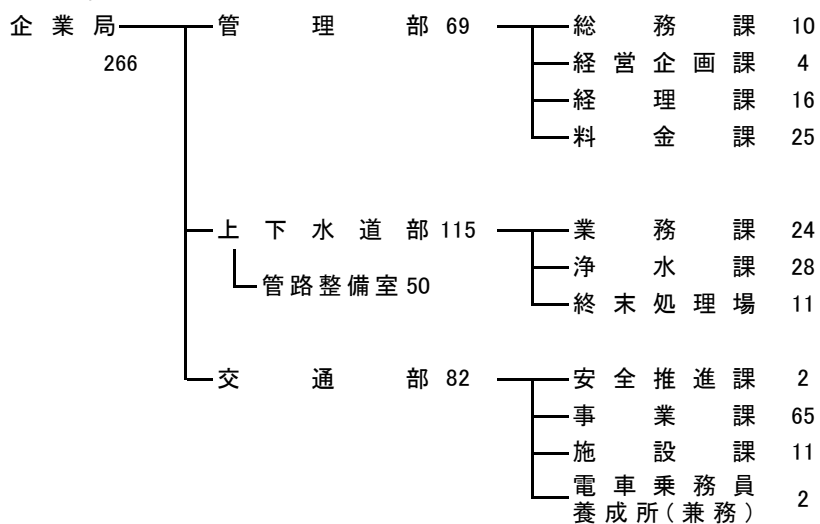 企業局 管理部 69 総務課 10
266 経営企画課 4
経理課 16
料金課 25
上下水道部 115 業務課 24
浄水課 28
管路整備室 50
終末処理場 11
交通部 82 安全推進課 2
事業課 65
施設課 11
電車乗務員
養成所(兼務) 2